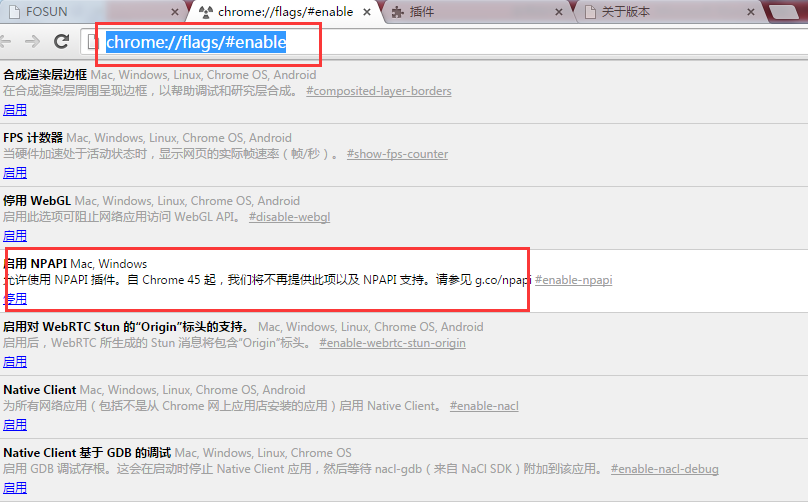 FOSUN
chrome://flags/#enable
插件
关于版本
chrome://flags/#enable
合成渲染层边框 Mac, Windows, Linux, Chrome OS, Android
在合成渲染层周围呈现边框，以帮助调试和研究层合成。 #composited-layer-borders
启用
FPS 计数器 Mac, Windows, Linux, Chrome OS, Android
当硬件加速处于活动状态时，显示网页的实际帧速率（帧/秒）。 #show-fps-counter
启用
停用 WebGL Mac, Windows, Linux, Chrome OS, Android
启用此选项可阻止网络应用访问 WebGL API。 #disable-webgl
启用
启用 NPAPI Mac, Windows
允许使用 NPAPI 插件。自 Chrome 45 起，我们将不再提供此项以及 NPAPI 支持。请参见 g.co/npapi #enable-npapi
停用
启用对 WebRTC Stun 的“Origin”标头的支持。 Mac, Windows, Linux, Chrome OS, Android
启用后，WebRTC 所生成的 Stun 消息将包含“Origin”标头。 #enable-webrtc-stun-origin
启用
Native Client Mac, Windows, Linux, Chrome OS, Android
为所有网络应用（包括不是从 Chrome 网上应用店安装的应用）启用 Native Client。 #enable-nacl
启用
Native Client 基于 GDB 的调试 Mac, Windows, Linux, Chrome OS
启用 GDB 调试存根。这会在启动时停止 Native Client 应用，然后等待 nacl-gdb（来自 NaCl SDK）附加到该应用。 #enable-nacl-debug
启用